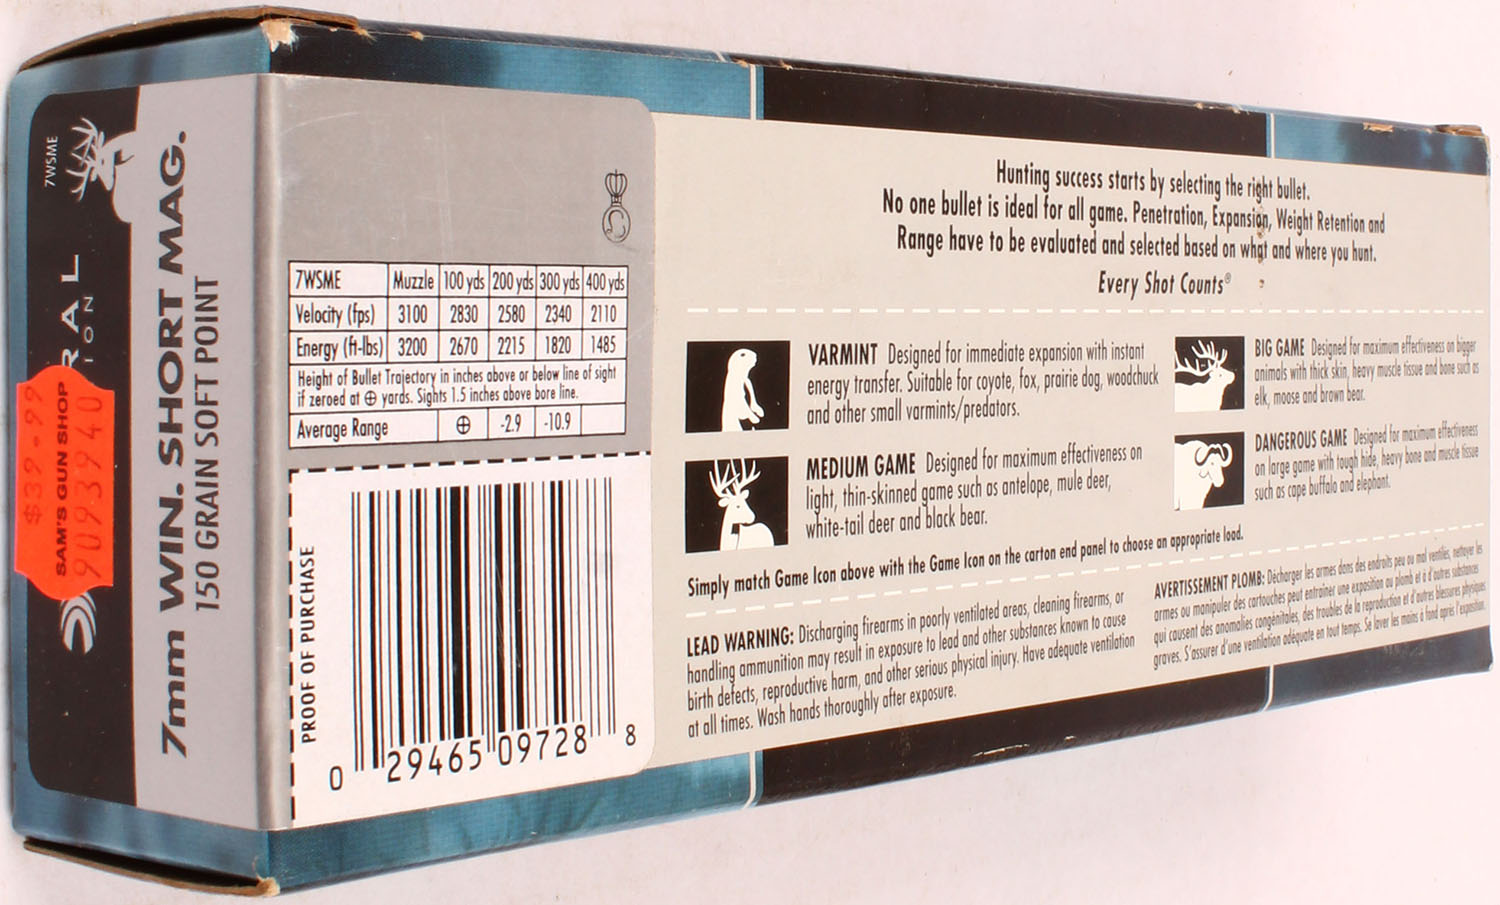 7WSME
RAL
ION
$39.99
SAM'S GUN SHOP
90939 40
7mm WIN. SHORT MAG.
150 GRAIN SOFT POINT
7WSME Muzzle 100 yds 200 yds 300 yds 400 yds
Velocity (fps) 3100 2830 2580 2340 2110
Energy (ft-lbs) 3200 2670 2215 1820 1485
Height of Bullet Trajectory in inches above or below line of sight
if zeroed at ⊕ yards. Sights 1.5 inches above bore line.
Average Range ⊕ -2.9 -10.9
PROOF OF PURCHASE
0 29465 09728 8
Hunting success starts by selecting the right bullet.
No one bullet is ideal for all game. Penetration, Expansion, Weight Retention and
Range have to be evaluated and selected based on what and where you hunt.
Every Shot Counts®
VARMINT Designed for immediate expansion with instant
energy transfer. Suitable for coyote, fox, prairie dog, woodchuck
and other small varmints/predators.
MEDIUM GAME Designed for maximum effectiveness on
light, thin-skinned game such as antelope, mule deer,
white-tail deer and black bear.
BIG GAME Designed for maximum effectiveness on bigger
animals with thick skin, heavy muscle tissue and bone such as
elk, moose and brown bear.
DANGEROUS GAME Designed for maximum effectiveness
on large game with tough hide, heavy bone and muscle tissue
such as cape buffalo and elephant.
Simply match Game Icon above with the Game Icon on the carton end panel to choose an appropriate load.
LEAD WARNING: Discharging firearms in poorly ventilated areas, cleaning firearms, or
handling ammunition may result in exposure to lead and other substances known to cause
birth defects, reproductive harm, and other serious physical injury. Have adequate ventilation
at all times. Wash hands thoroughly after exposure.
AVERTISSEMENT PLOMB: Décharger les armes dans des endroits peu ou mal ventilés, nettoyer les
armes ou manipuler des cartouches peut entraîner une exposition au plomb et à d'autres substances
qui causent des anomalies congénitales, des troubles de la reproduction et d'autres blessures physiques
graves. S'assurer d'une ventilation adéquate en tout temps. Se laver les mains à fond après l'exposition.